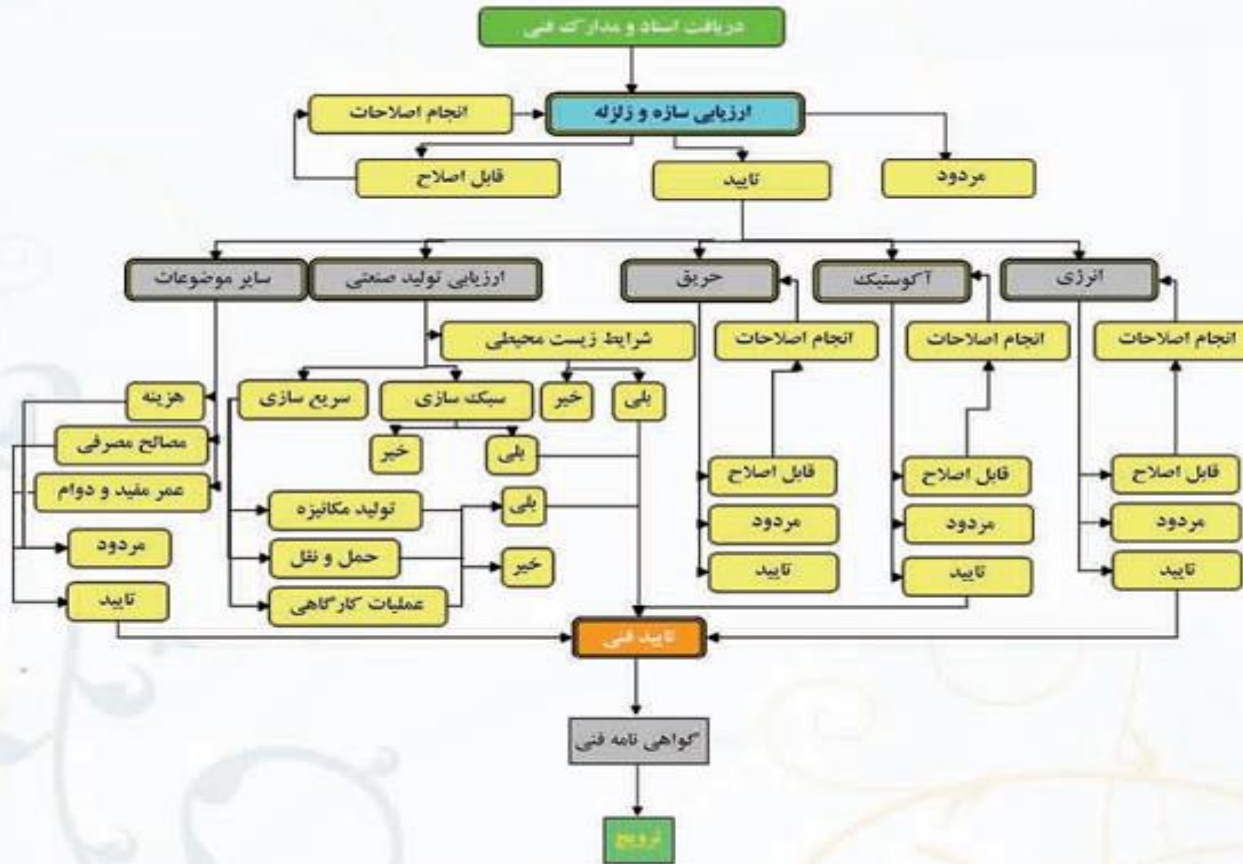 دریافت اسناد و مدارک فنی
انجام اصلاحات
ارزیابی سازه و زلزله
قابل اصلاح
تایید
مردود
سایر موضوعات
ارزیابی تولید صنعتی
حریق
آکوستیک
انرژی
شرایط زیست محیطی
انجام اصلاحات
انجام اصلاحات
انجام اصلاحات
هزینه
سریع سازی
سبک سازی
خیر
بلی
مصالح مصرفی
خیر
بلی
عمر مفید و دوام
قابل اصلاح
قابل اصلاح
قابل اصلاح
تولید مکانیزه
بلی
مردود
مردود
مردود
مردود
حمل و نقل
خیر
تایید
تایید
تایید
تایید
عملیات کارگاهی
تایید فنی
گواهی نامه فنی
ترویج